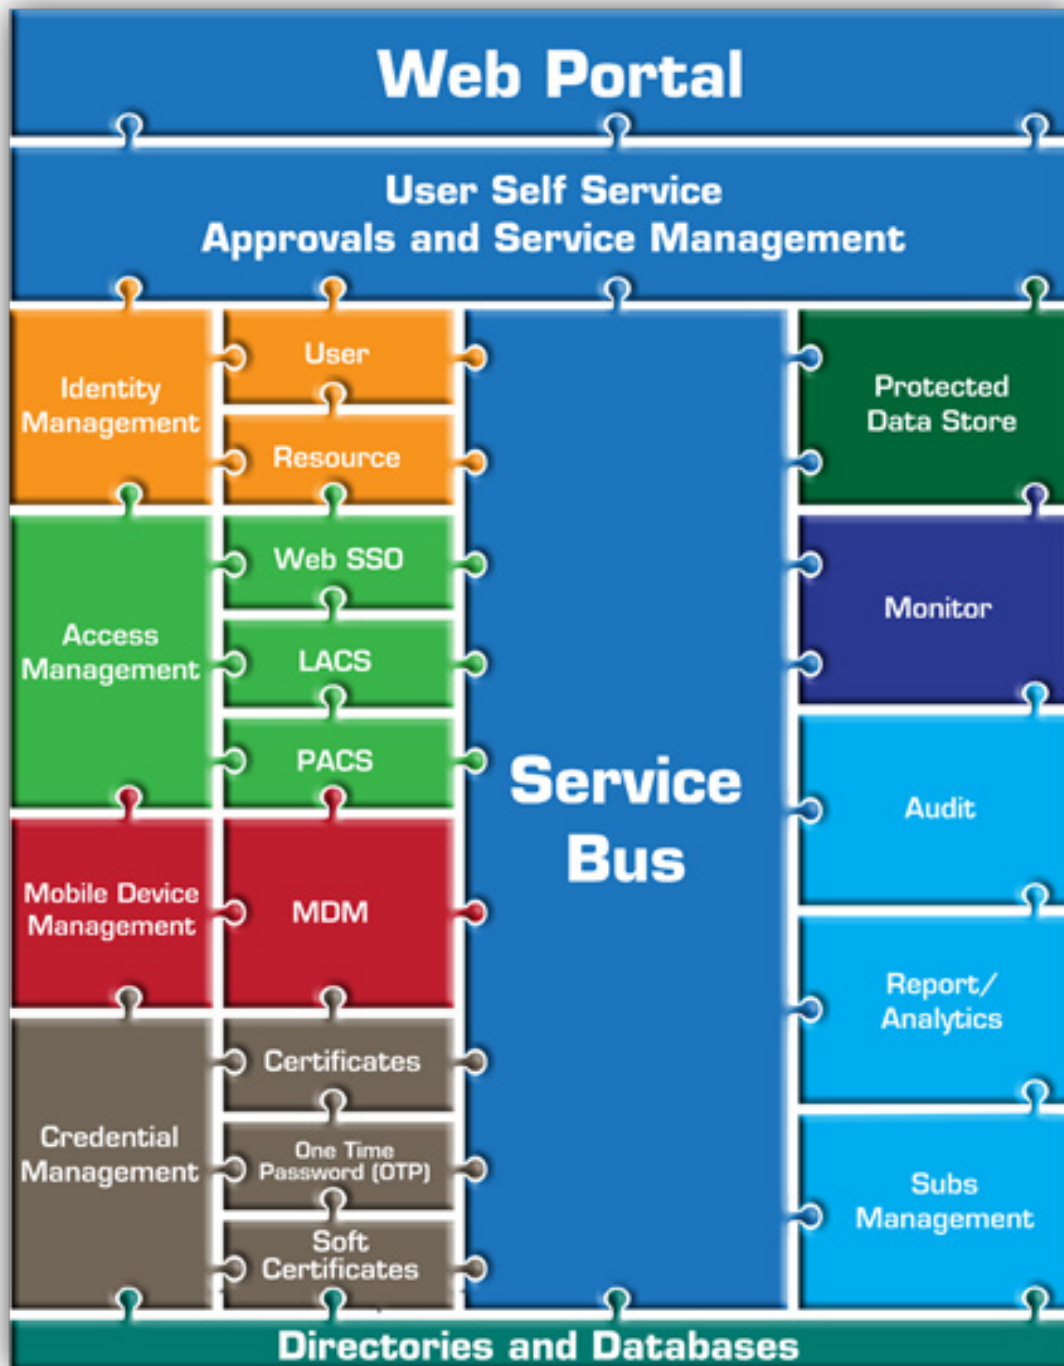 Web Portal
User Self Service
Approvals and Service Management
Identity
Management
User
Resource
Access
Management
Web SSO
LACS
PACS
Mobile Device
Management
MDM
Credential
Management
Certificates
One Time
Password (OTP)
Soft
Certificates
Service
Bus
Protected
Data Store
Monitor
Audit
Report/
Analytics
Subs
Management
Directories and Databases